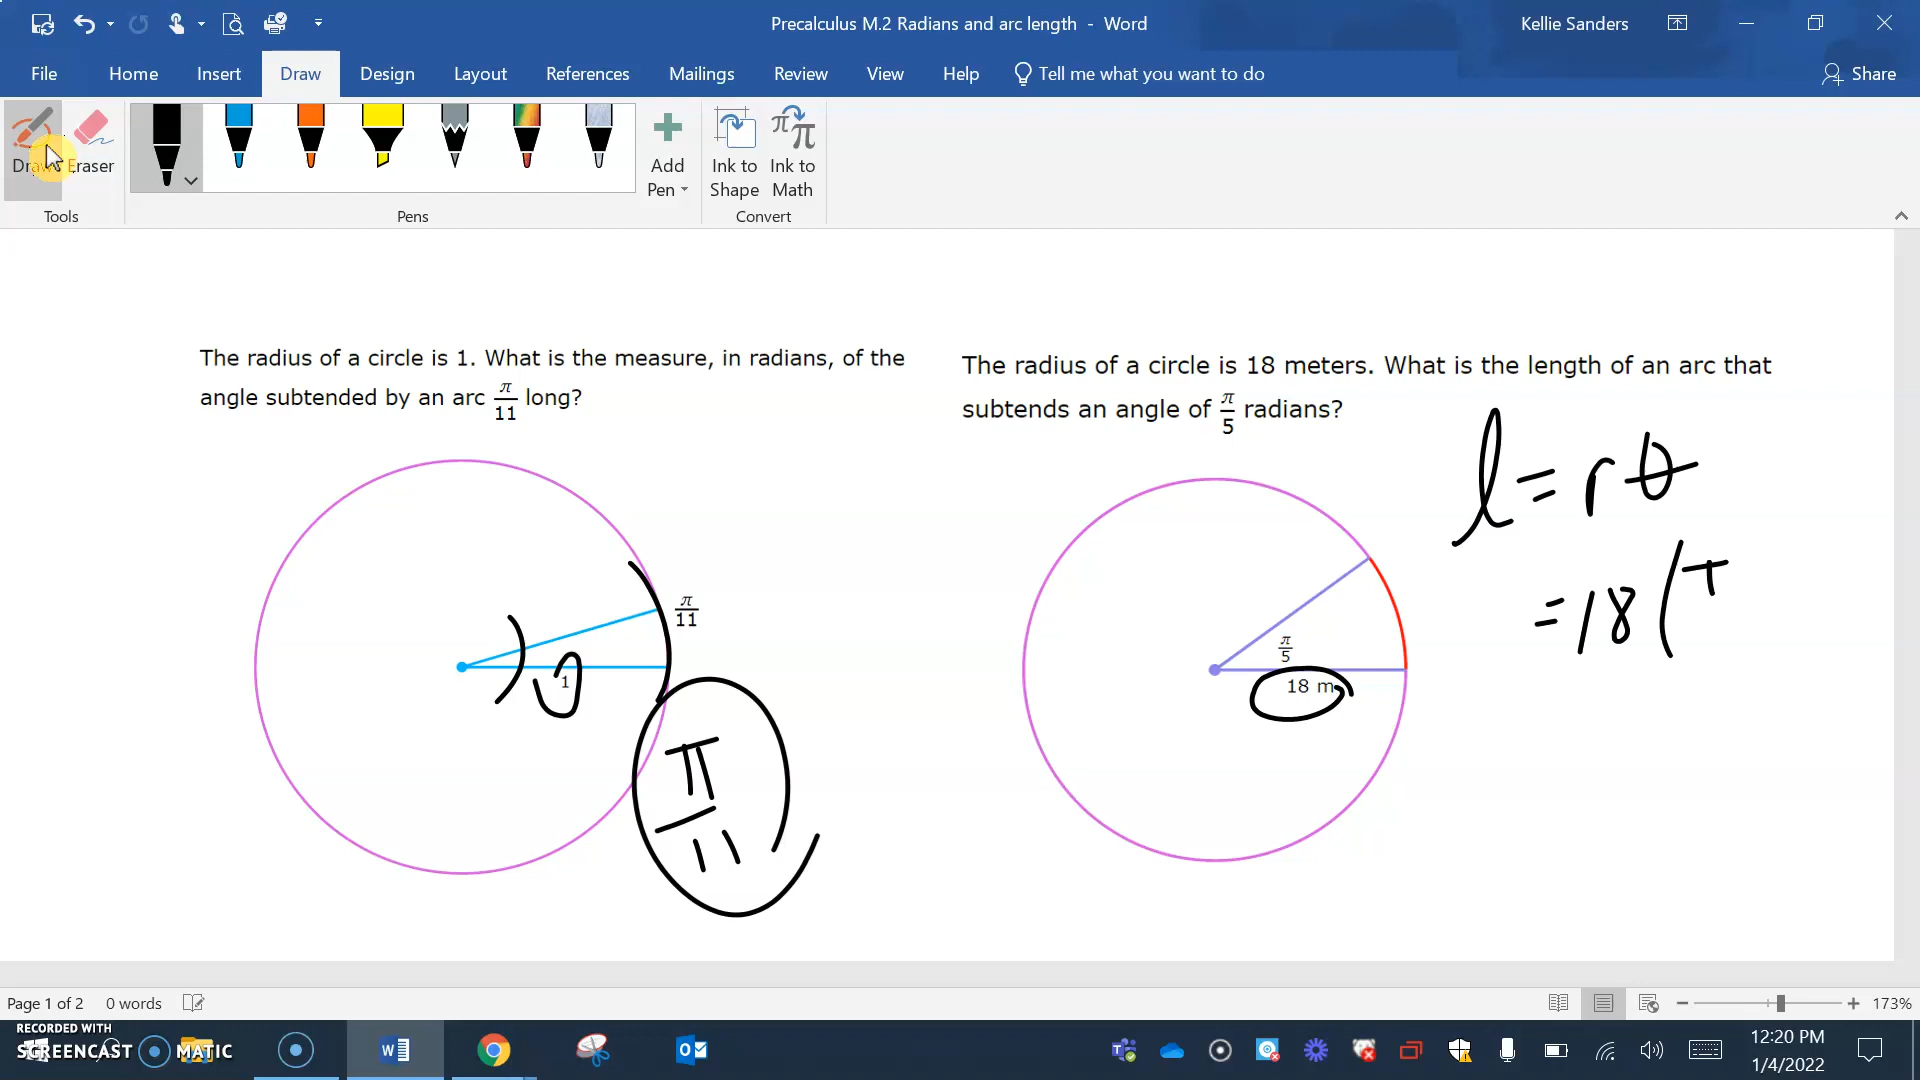 Precalculus M.2 Radians and arc length - Word
Kellie Sanders
File Home Insert Draw Design Layout References Mailings Review View Help Tell me what you want to do Share
Draw Eraser
Add Pen
Ink to Shape
Ink to Math
Tools
Pens
Convert
The radius of a circle is 1. What is the measure, in radians, of the
angle subtended by an arc π/11 long?
π/11
1
π/11
The radius of a circle is 18 meters. What is the length of an arc that
subtends an angle of π/5 radians?
π/5
18 m
l = rθ
= 18 (
Page 1 of 2 0 words
173%
RECORDED WITH
SCREENCAST MATIC
12:20 PM
1/4/2022